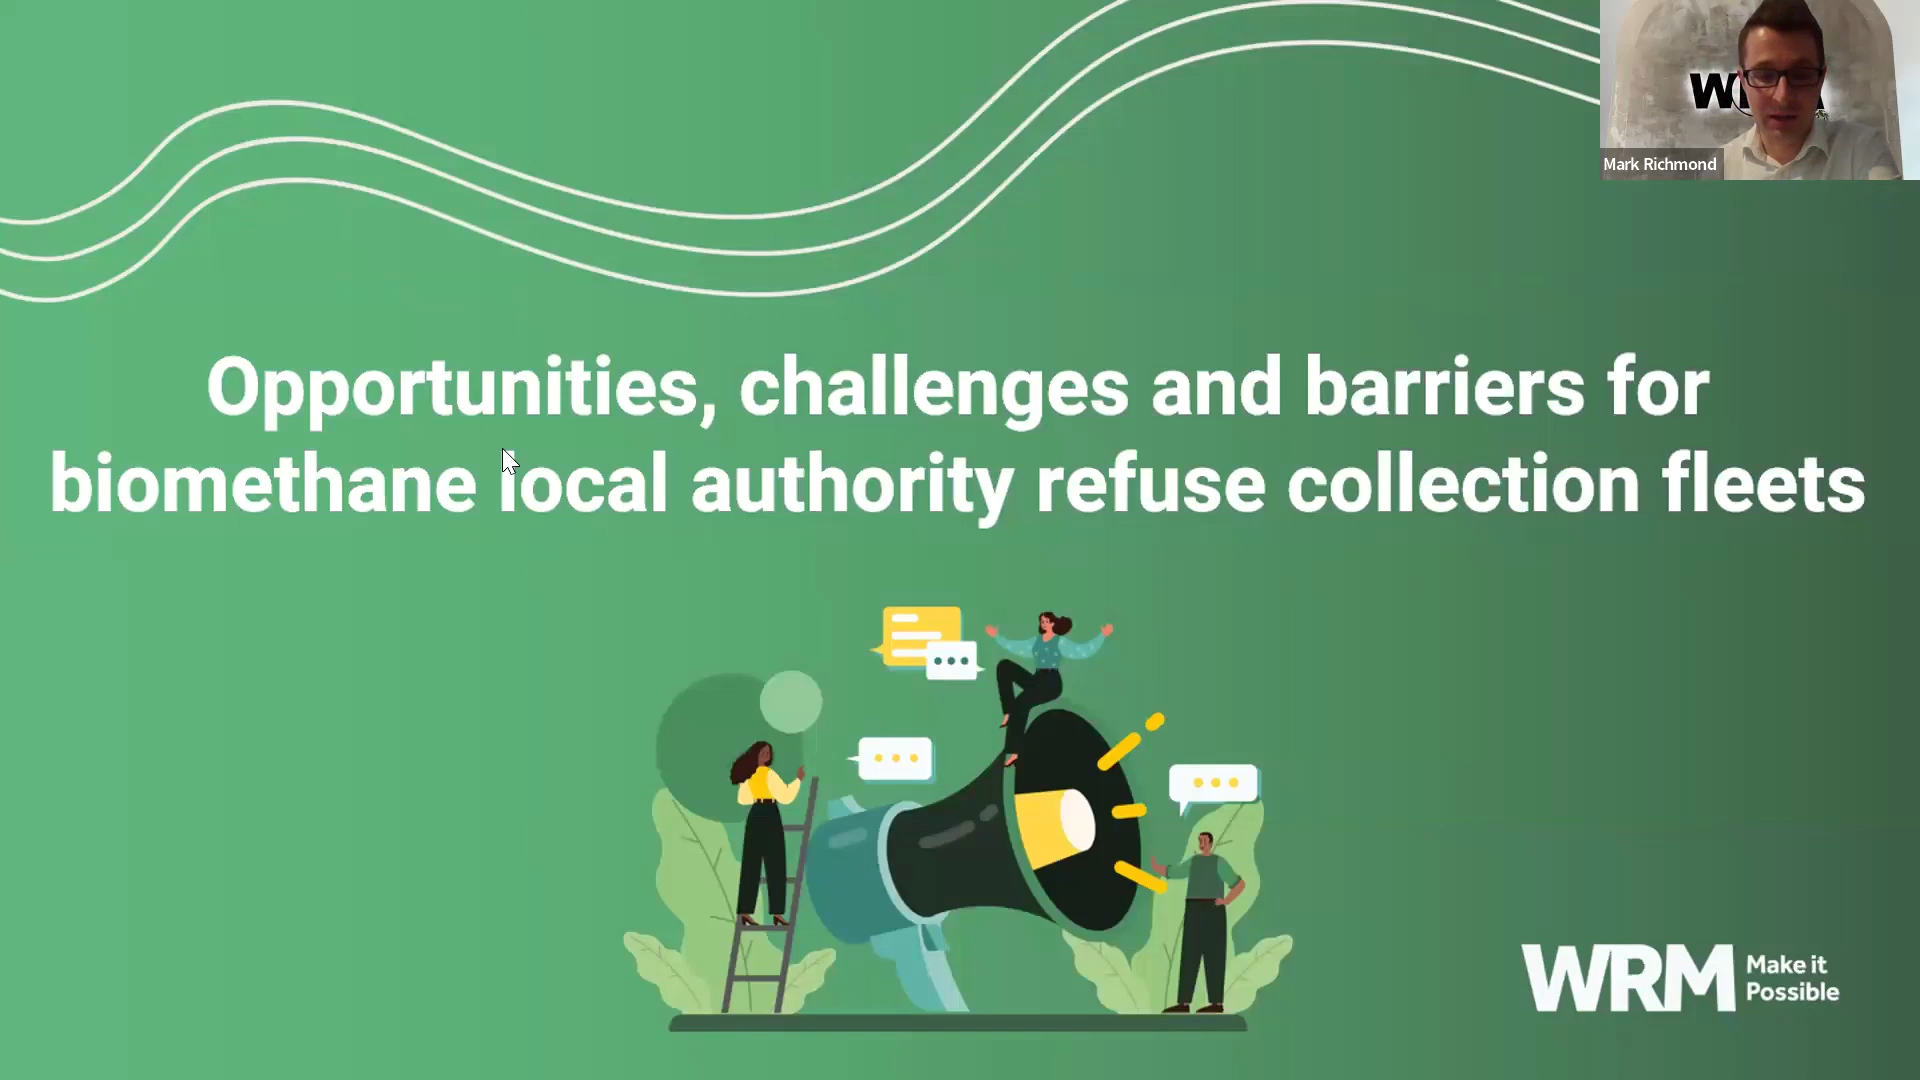 Mark Richmond
Opportunities, challenges and barriers for
biomethane local authority refuse collection fleets
WRM
Make it
Possible